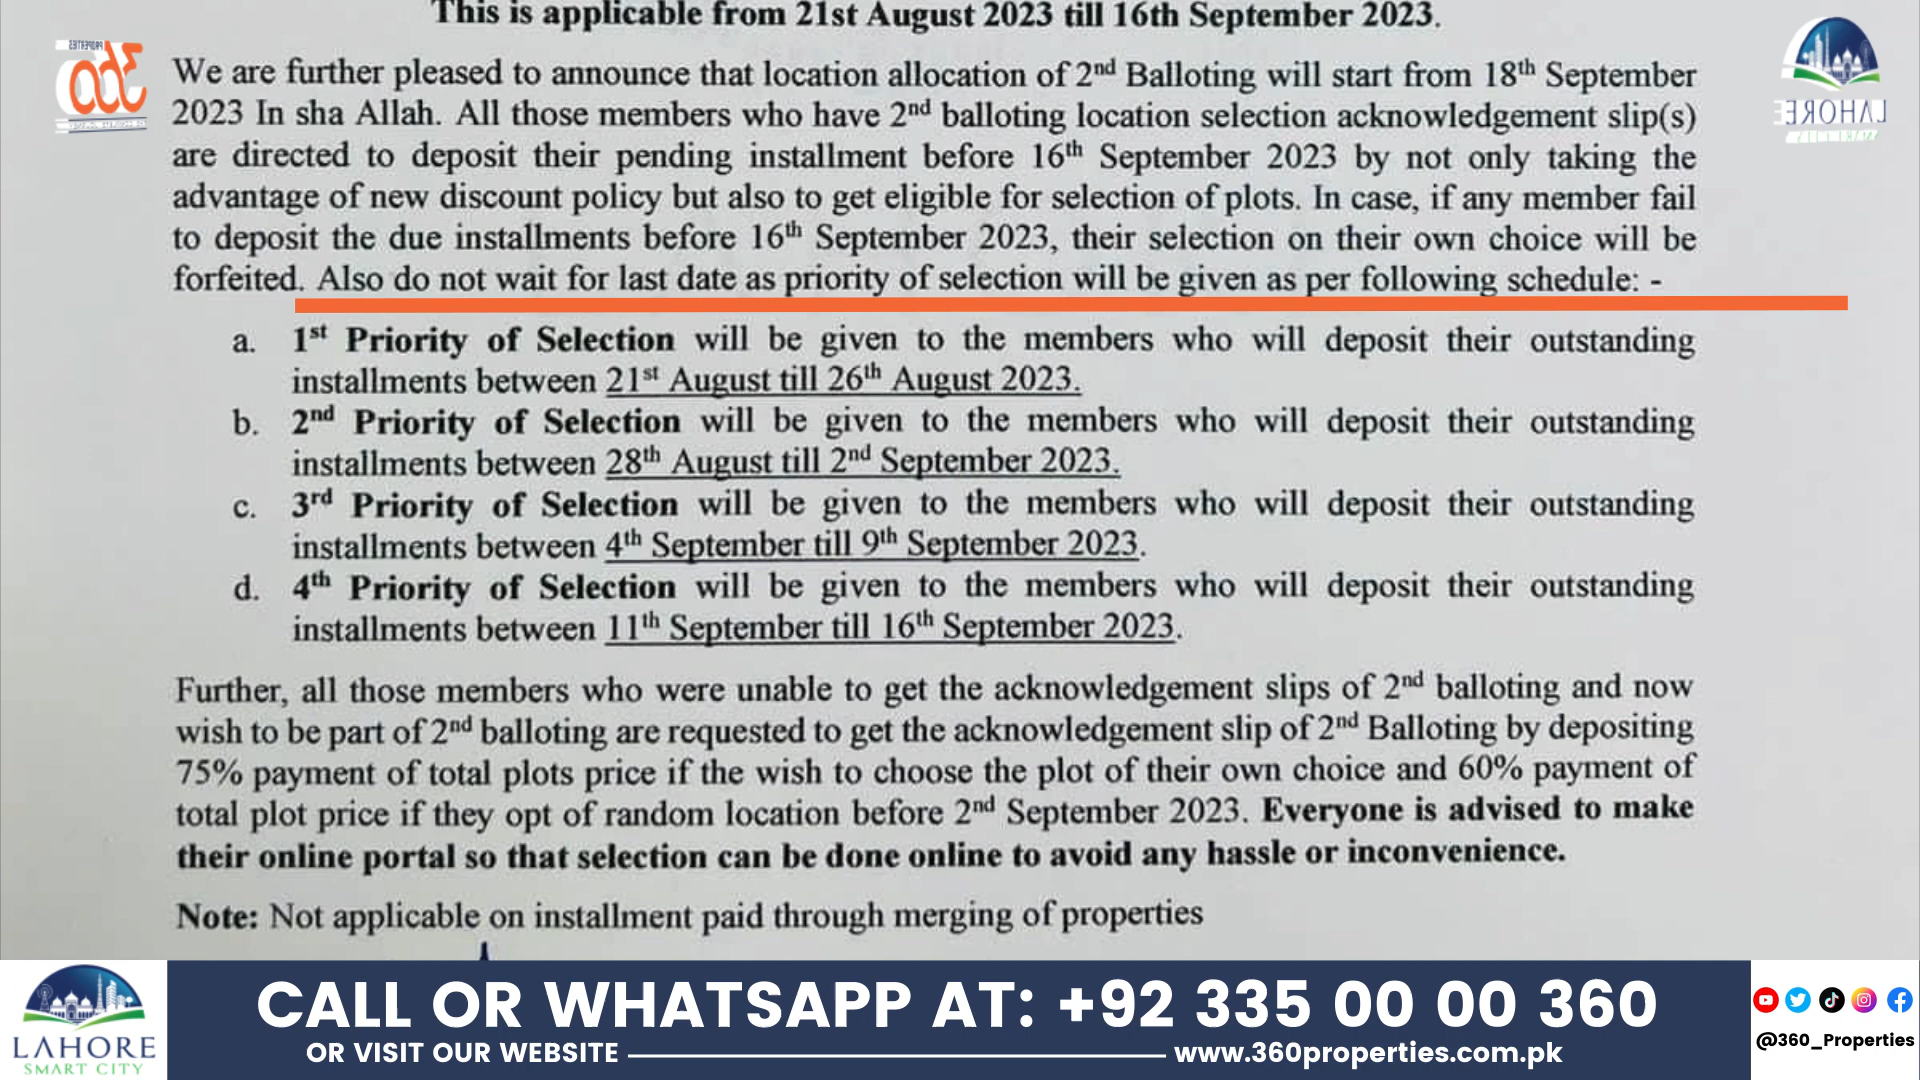 This is applicable from 21st August 2023 till 16th September 2023.
PROPERTIES
360
LAHORE
SMART CITY
We are further pleased to announce that location allocation of 2nd Balloting will start from 18th September
2023 In sha Allah. All those members who have 2nd balloting location selection acknowledgement slip(s)
are directed to deposit their pending installment before 16th September 2023 by not only taking the
advantage of new discount policy but also to get eligible for selection of plots. In case, if any member fail
to deposit the due installments before 16th September 2023, their selection on their own choice will be
forfeited. Also do not wait for last date as priority of selection will be given as per following schedule: -
a. 1st Priority of Selection will be given to the members who will deposit their outstanding
installments between 21st August till 26th August 2023.
b. 2nd Priority of Selection will be given to the members who will deposit their outstanding
installments between 28th August till 2nd September 2023.
c. 3rd Priority of Selection will be given to the members who will deposit their outstanding
installments between 4th September till 9th September 2023.
d. 4th Priority of Selection will be given to the members who will deposit their outstanding
installments between 11th September till 16th September 2023.
Further, all those members who were unable to get the acknowledgement slips of 2nd balloting and now
wish to be part of 2nd balloting are requested to get the acknowledgement slip of 2nd Balloting by depositing
75% payment of total plots price if the wish to choose the plot of their own choice and 60% payment of
total plot price if they opt of random location before 2nd September 2023. Everyone is advised to make
their online portal so that selection can be done online to avoid any hassle or inconvenience.
Note: Not applicable on installment paid through merging of properties
LAHORE
SMART CITY
CALL OR WHATSAPP AT: +92 335 00 00 360
OR VISIT OUR WEBSITE www.360properties.com.pk
@360_Properties